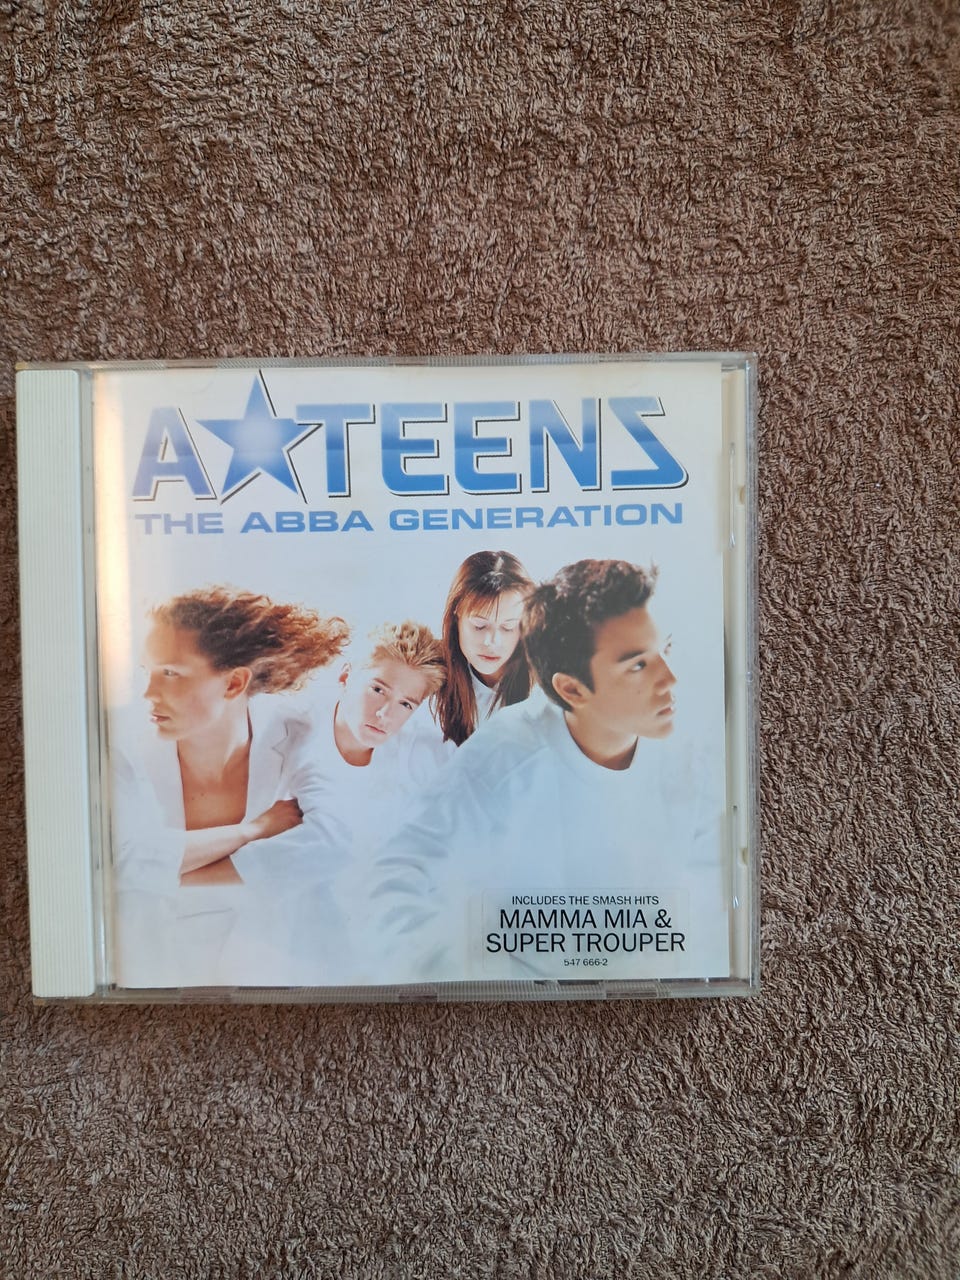 A★TEENS
THE ABBA GENERATION
INCLUDES THE SMASH HITS
MAMMA MIA &
SUPER TROUPER
547 666-2